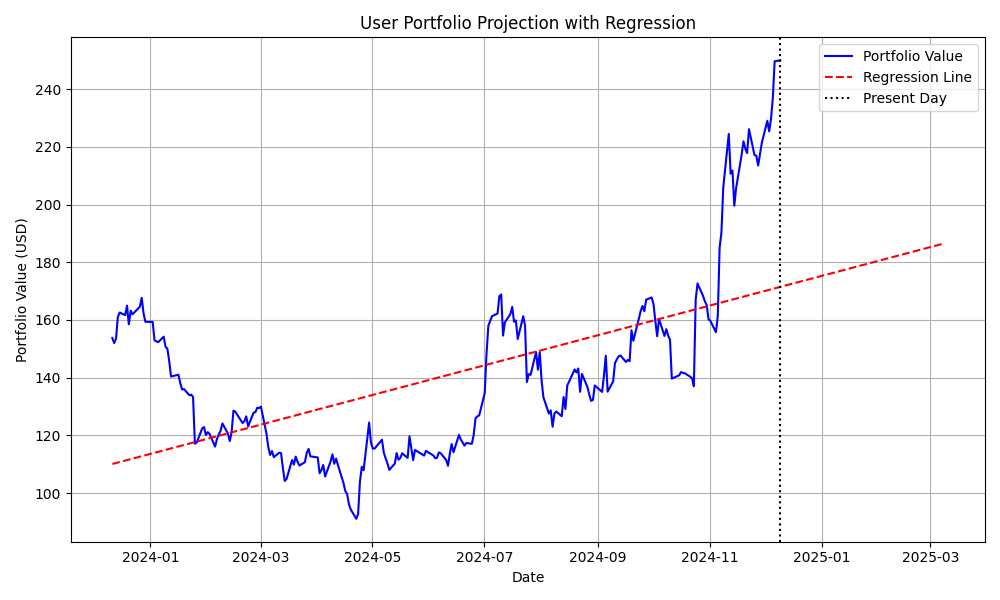 User Portfolio Projection with Regression
Portfolio Value
Regression Line
Present Day
Portfolio Value (USD)
240
220
200
180
160
140
120
100
2024-01
2024-03
2024-05
2024-07
2024-09
2024-11
2025-01
2025-03
Date